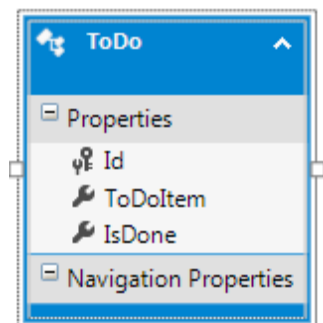 ToDo
Properties
Id
ToDoItem
IsDone
Navigation Properties